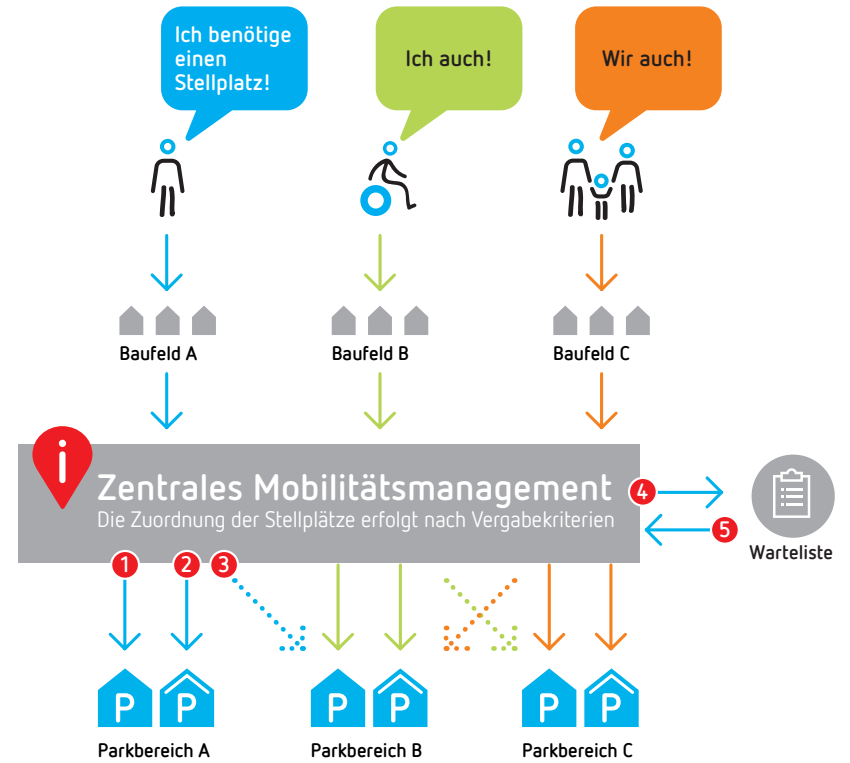 Ich benötige
einen
Stellplatz!
Ich auch!
Wir auch!
Baufeld A
Baufeld B
Baufeld C
i
Zentrales Mobilitätsmanagement
Die Zuordnung der Stellplätze erfolgt nach Vergabekriterien
4
5
Warteliste
1
2
3
P
P
P
P
P
P
Parkbereich A
Parkbereich B
Parkbereich C